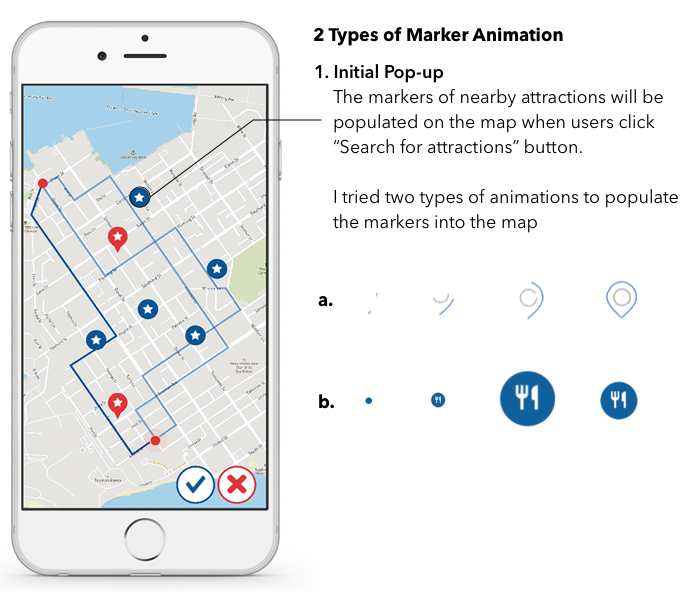 2 Types of Marker Animation
1. Initial Pop-up
The markers of nearby attractions will be
populated on the map when users click
“Search for attractions” button.
I tried two types of animations to populate
the markers into the map
a.
b.